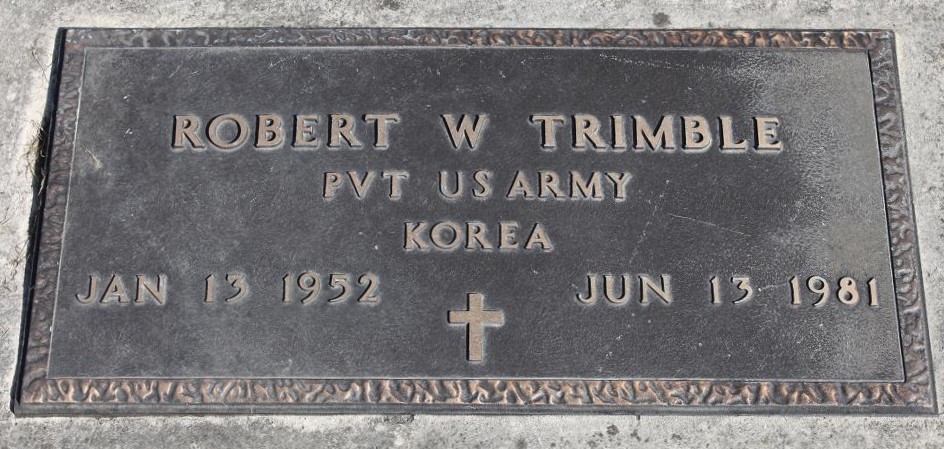 ROBERT W TRIMBLE
PVT US ARMY
KOREA
JAN 13 1952 JUN 13 1981